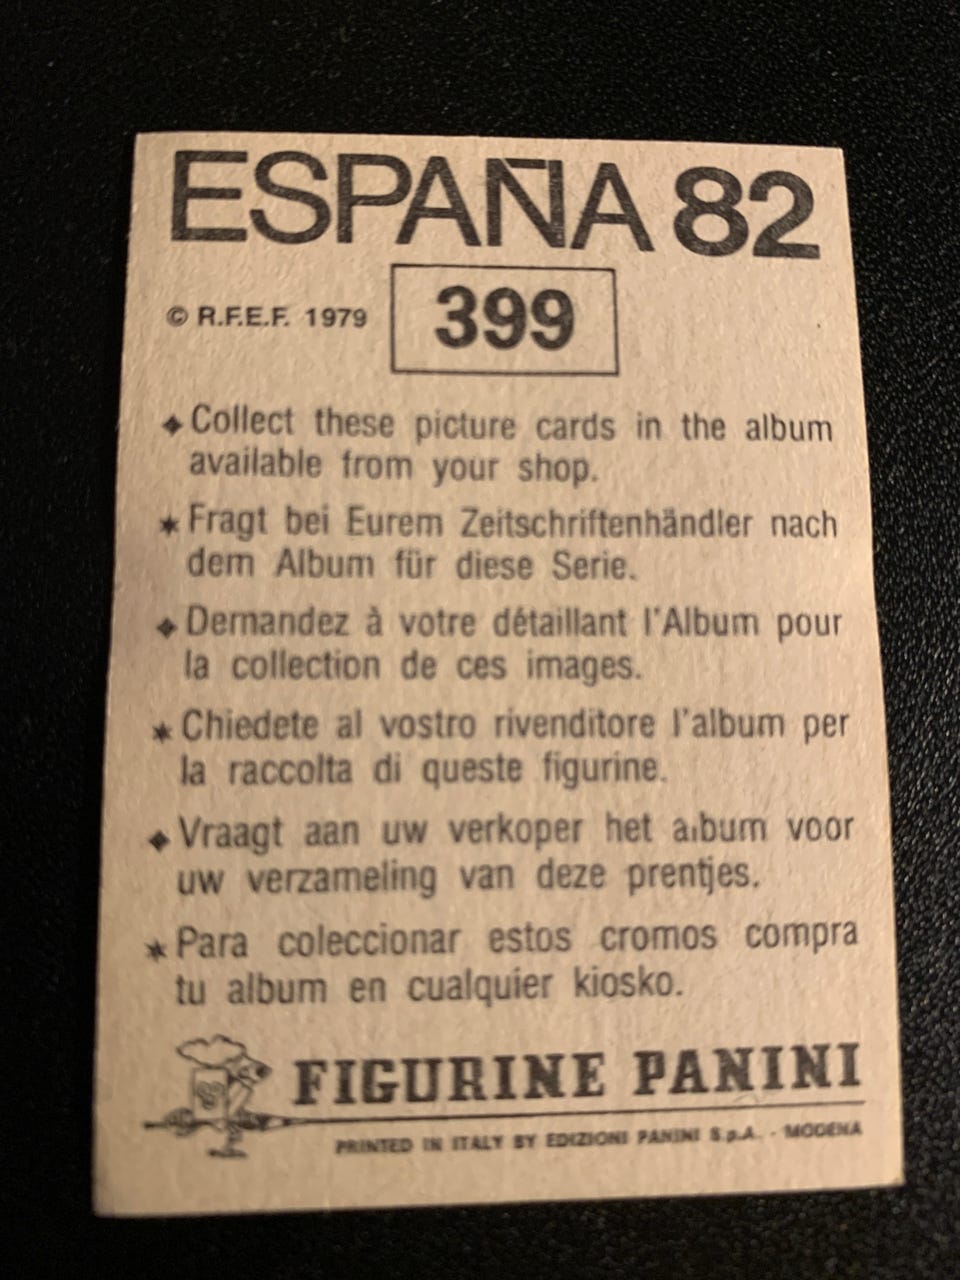 ESPAÑA 82
© R.F.E.F. 1979
399
◆ Collect these picture cards in the album
available from your shop.
★ Fragt bei Eurem Zeitschriftenhändler nach
dem Album für diese Serie.
◆ Demandez à votre détaillant l'Album pour
la collection de ces images.
★ Chiedete al vostro rivenditore l'album per
la raccolta di queste figurine.
◆ Vraagt aan uw verkoper het album voor
uw verzameling van deze prentjes.
★ Para coleccionar estos cromos compra
tu album en cualquier kiosko.
FIGURINE PANINI
PRINTED IN ITALY BY EDIZIONI PANINI S.p.A. - MODENA